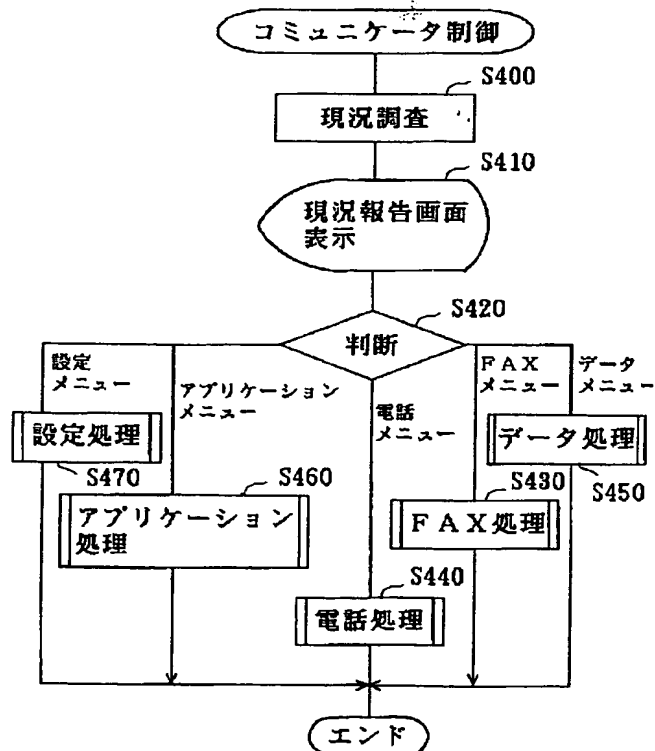 コミュニケータ制御
S400
現況調査
S410
現況報告画面
表示
S420
判断
設定
メニュー
アプリケーション
メニュー
電話
メニュー
FAX
メニュー
データ
メニュー
設定処理
S470
データ処理
S450
S460
アプリケーション
処理
S430
FAX処理
S440
電話処理
エンド